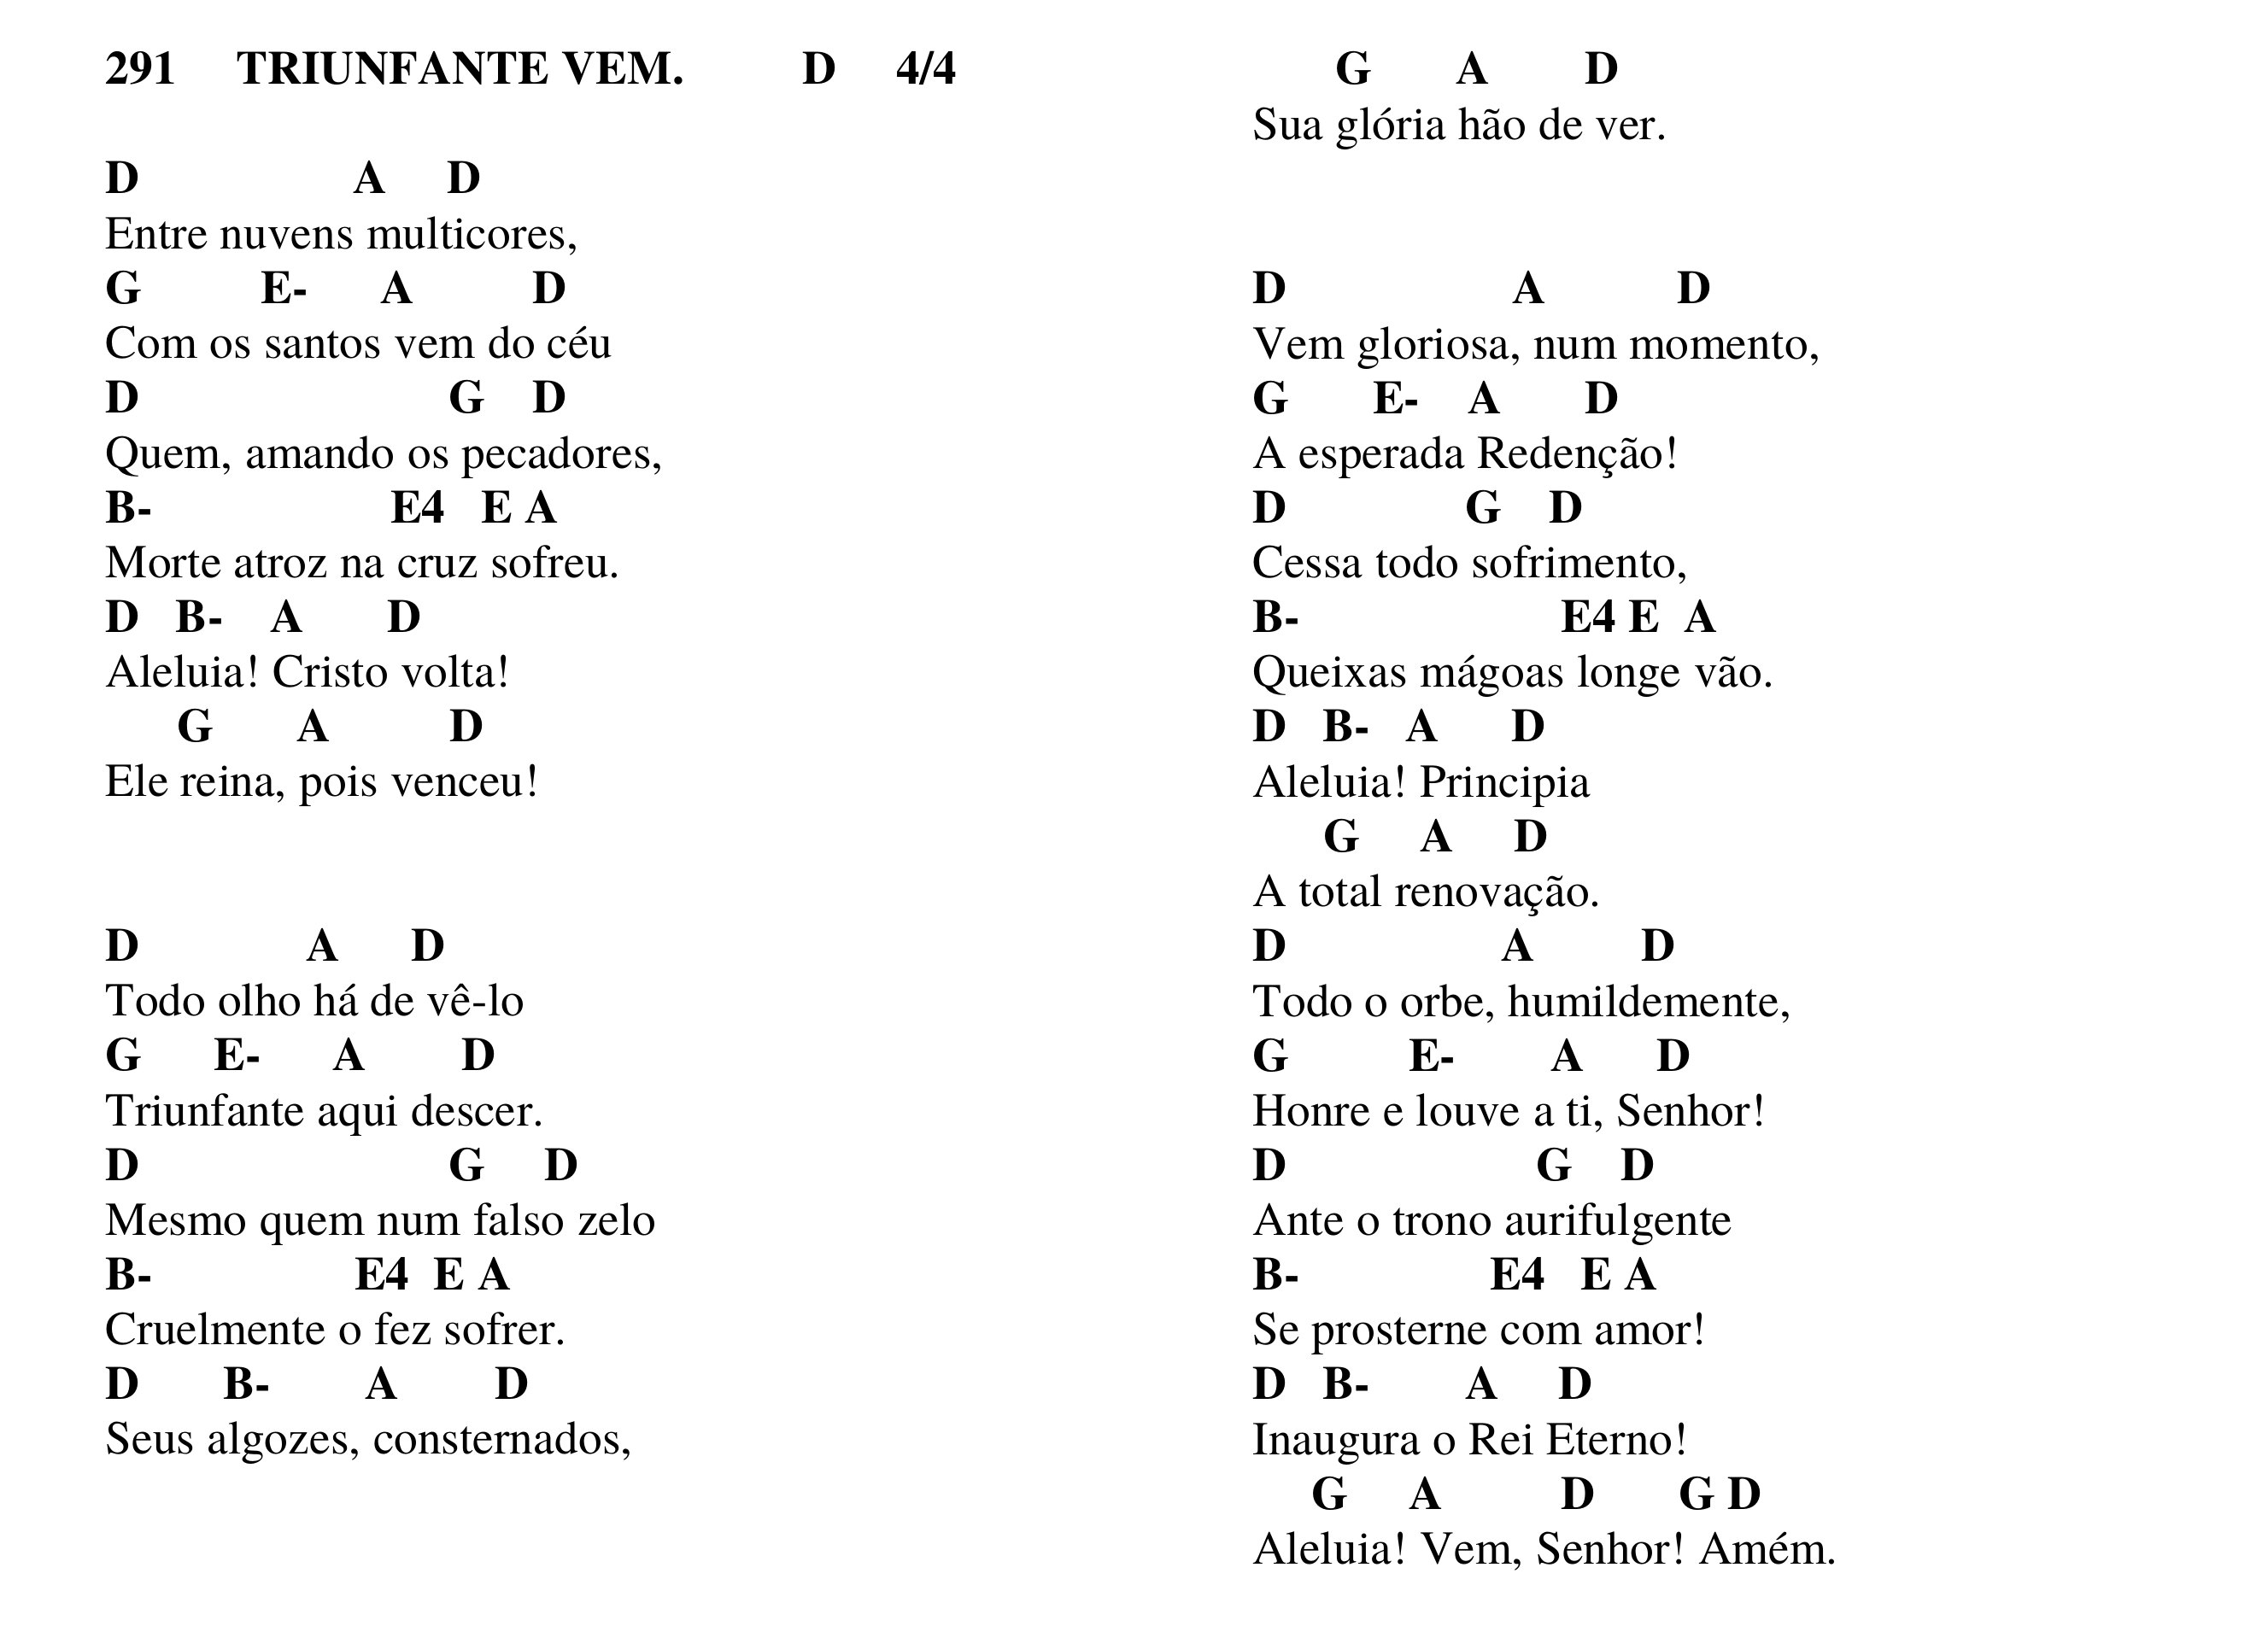 291     TRIUNFANTE VEM.          D     4/4
D                  A     D
Entre nuvens multicores,
G          E-      A          D
Com os santos vem do céu
D                          G    D
Quem, amando os pecadores,
B-                    E4   E A
Morte atroz na cruz sofreu.
D   B-    A       D
Aleluia! Cristo volta!
      G       A          D
Ele reina, pois venceu!
D              A      D
Todo olho há de vê-lo
G      E-      A        D
Triunfante aqui descer.
D                          G     D
Mesmo quem num falso zelo
B-                 E4  E A
Cruelmente o fez sofrer.
D       B-        A        D
Seus algozes, consternados,
       G       A        D
Sua glória hão de ver.
D                   A           D
Vem gloriosa, num momento,
G       E-    A       D
A esperada Redenção!
D               G    D
Cessa todo sofrimento,
B-                      E4 E  A
Queixas mágoas longe vão.
D   B-   A      D
Aleluia! Principia
      G     A     D
A total renovação.
D                  A         D
Todo o orbe, humildemente,
G          E-        A      D
Honre e louve a ti, Senhor!
D                     G    D
Ante o trono aurifulgente
B-                E4   E A
Se prosterne com amor!
D   B-        A     D
Inaugura o Rei Eterno!
     G     A          D       G D
Aleluia! Vem, Senhor! Amém.